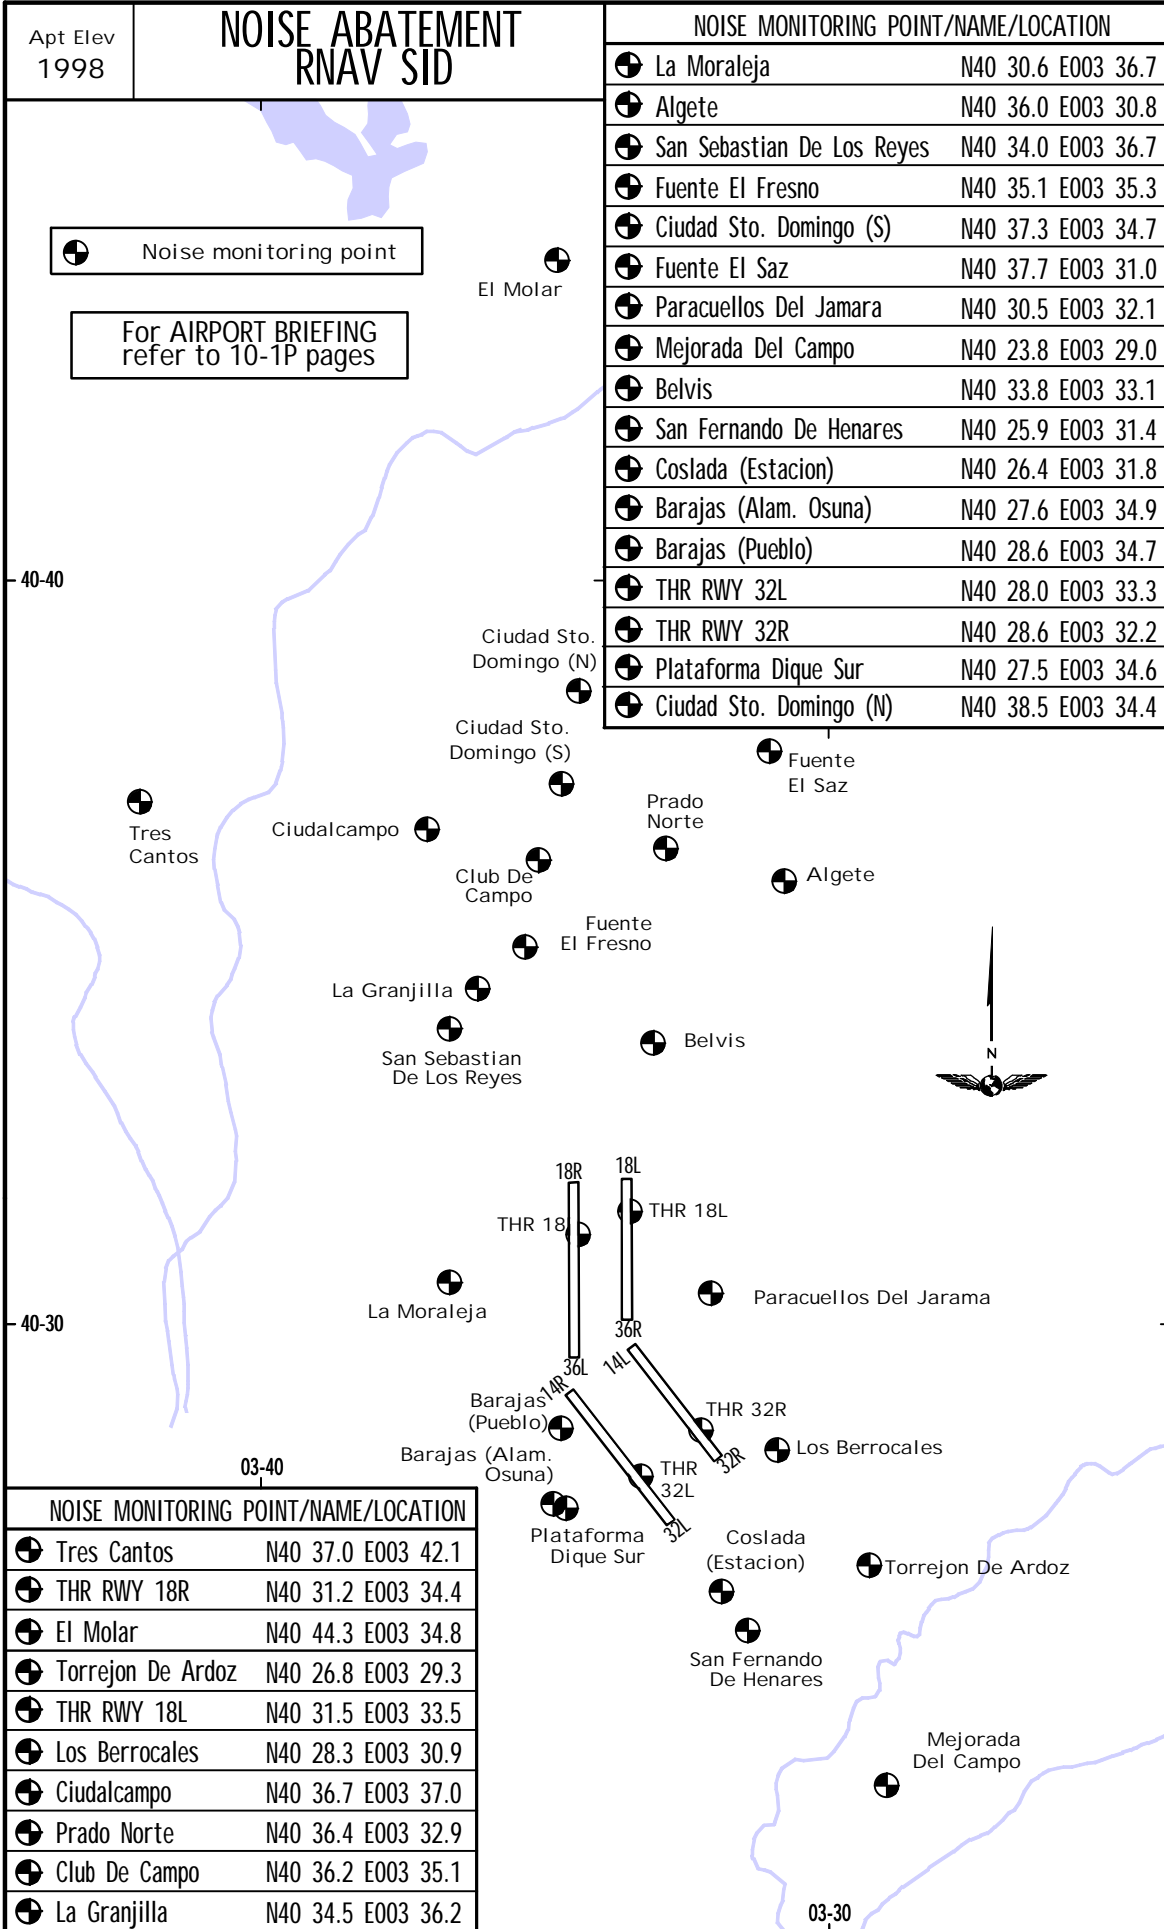 Apt Elev
1998
NOISE ABATEMENT
RNAV SID
NOISE MONITORING POINT/NAME/LOCATION
La Moraleja N40 30.6 E003 36.7
Algete N40 36.0 E003 30.8
San Sebastian De Los Reyes N40 34.0 E003 36.7
Fuente El Fresno N40 35.1 E003 35.3
Ciudad Sto. Domingo (S) N40 37.3 E003 34.7
Fuente El Saz N40 37.7 E003 31.0
Paracuellos Del Jamara N40 30.5 E003 32.1
Mejorada Del Campo N40 23.8 E003 29.0
Belvis N40 33.8 E003 33.1
San Fernando De Henares N40 25.9 E003 31.4
Coslada (Estacion) N40 26.4 E003 31.8
Barajas (Alam. Osuna) N40 27.6 E003 34.9
Barajas (Pueblo) N40 28.6 E003 34.7
THR RWY 32L N40 28.0 E003 33.3
THR RWY 32R N40 28.6 E003 32.2
Plataforma Dique Sur N40 27.5 E003 34.6
Ciudad Sto. Domingo (N) N40 38.5 E003 34.4
Noise monitoring point
For AIRPORT BRIEFING
refer to 10-1P pages
El Molar
40-40
Ciudad Sto.
Domingo (N)
Ciudad Sto.
Domingo (S)
Fuente
El Saz
Prado
Norte
Tres
Cantos
Ciudalcampo
Club De
Campo
Algete
Fuente
El Fresno
La Granjilla
San Sebastian
De Los Reyes
Belvis
N
18R
18L
THR 18
THR 18L
La Moraleja
Paracuellos Del Jarama
40-30
36R
36L
14L
14R
Barajas
(Pueblo)
THR 32R
32R
Los Berrocales
Barajas (Alam.
Osuna)
THR
32L
32L
Plataforma
Dique Sur
Coslada
(Estacion)
Torrejon De Ardoz
San Fernando
De Henares
Mejorada
Del Campo
03-40
03-30
NOISE MONITORING POINT/NAME/LOCATION
Tres Cantos N40 37.0 E003 42.1
THR RWY 18R N40 31.2 E003 34.4
El Molar N40 44.3 E003 34.8
Torrejon De Ardoz N40 26.8 E003 29.3
THR RWY 18L N40 31.5 E003 33.5
Los Berrocales N40 28.3 E003 30.9
Ciudalcampo N40 36.7 E003 37.0
Prado Norte N40 36.4 E003 32.9
Club De Campo N40 36.2 E003 35.1
La Granjilla N40 34.5 E003 36.2